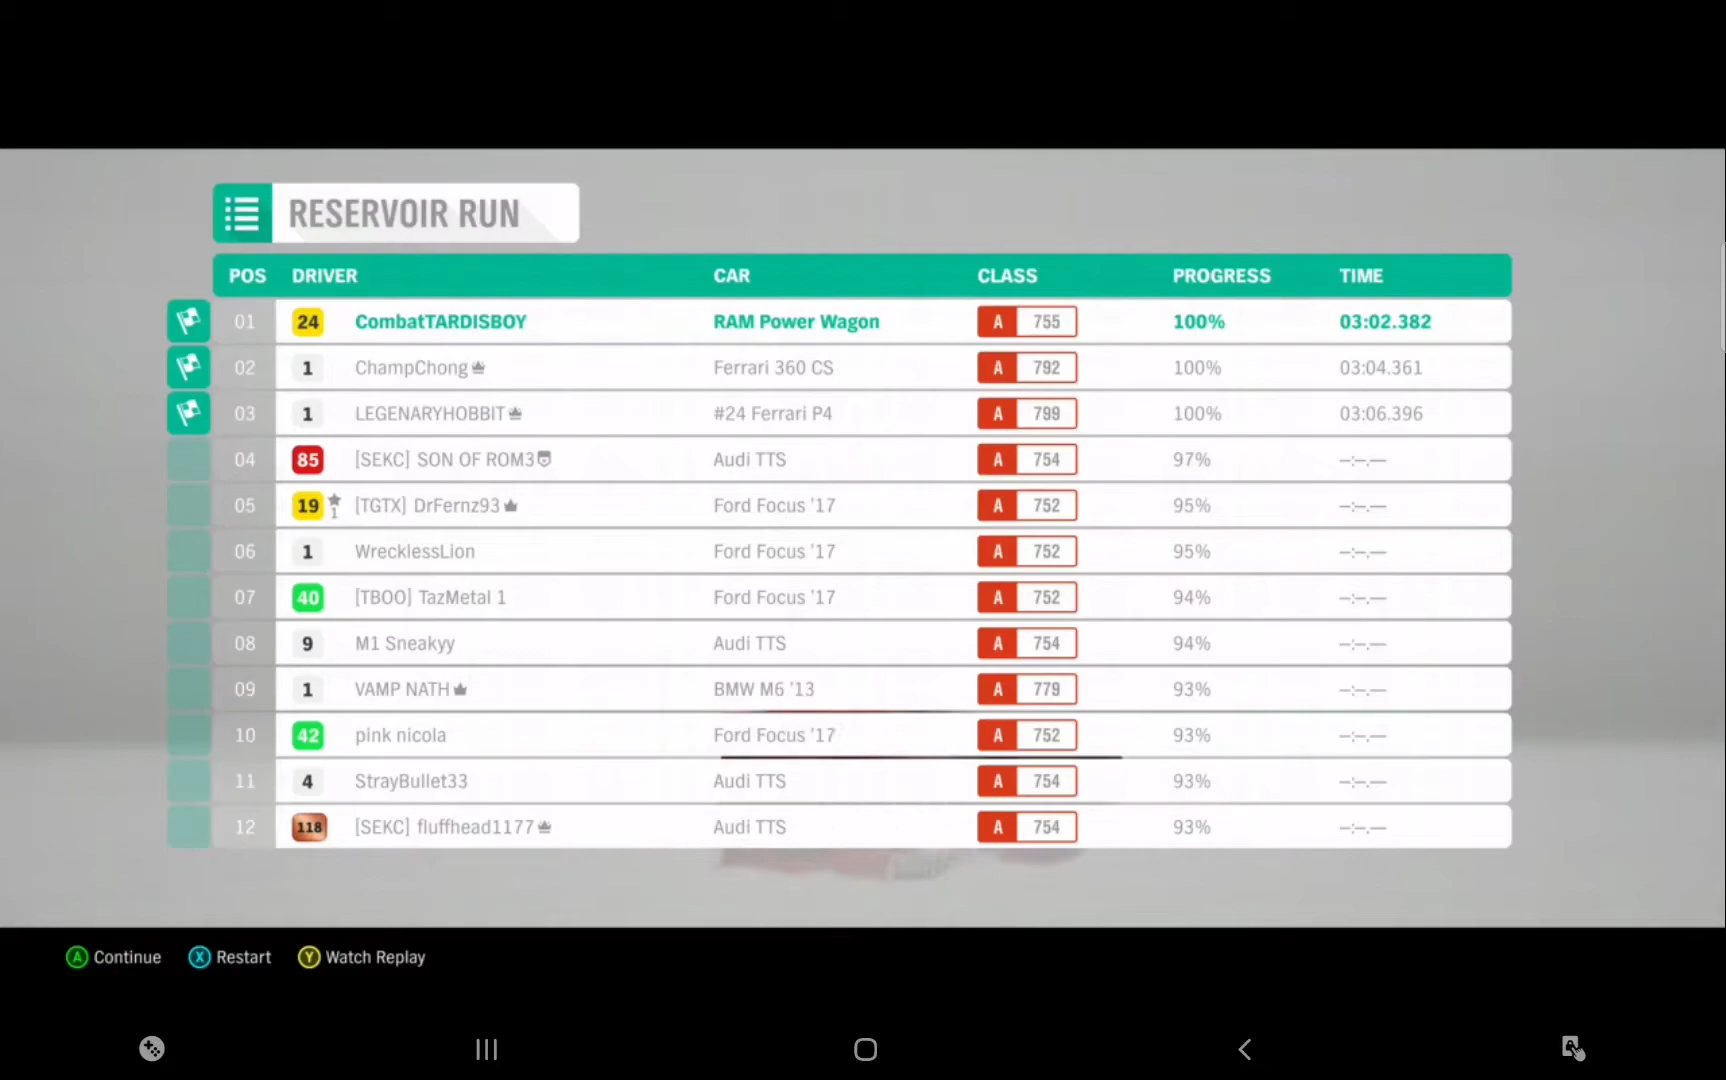 RESERVOIR RUN
POS DRIVER CAR CLASS PROGRESS TIME
01 24 CombatTARDISBOY RAM Power Wagon A 755 100% 03:02.382
02 1 ChampChong Ferrari 360 CS A 792 100% 03:04.361
03 1 LEGENARYHOBBIT #24 Ferrari P4 A 799 100% 03:06.396
04 85 [SEKC] SON OF ROM3 Audi TTS A 754 97% –:–.—
05 19 1 [TGTX] DrFernz93 Ford Focus '17 A 752 95% –:–.—
06 1 WrecklessLion Ford Focus '17 A 752 95% –:–.—
07 40 [TBOO] TazMetal 1 Ford Focus '17 A 752 94% –:–.—
08 9 M1 Sneakyy Audi TTS A 754 94% –:–.—
09 1 VAMP NATH BMW M6 '13 A 779 93% –:–.—
10 42 pink nicola Ford Focus '17 A 752 93% –:–.—
11 4 StrayBullet33 Audi TTS A 754 93% –:–.—
12 118 [SEKC] fluffhead1177 Audi TTS A 754 93% –:–.—
A Continue X Restart Y Watch Replay